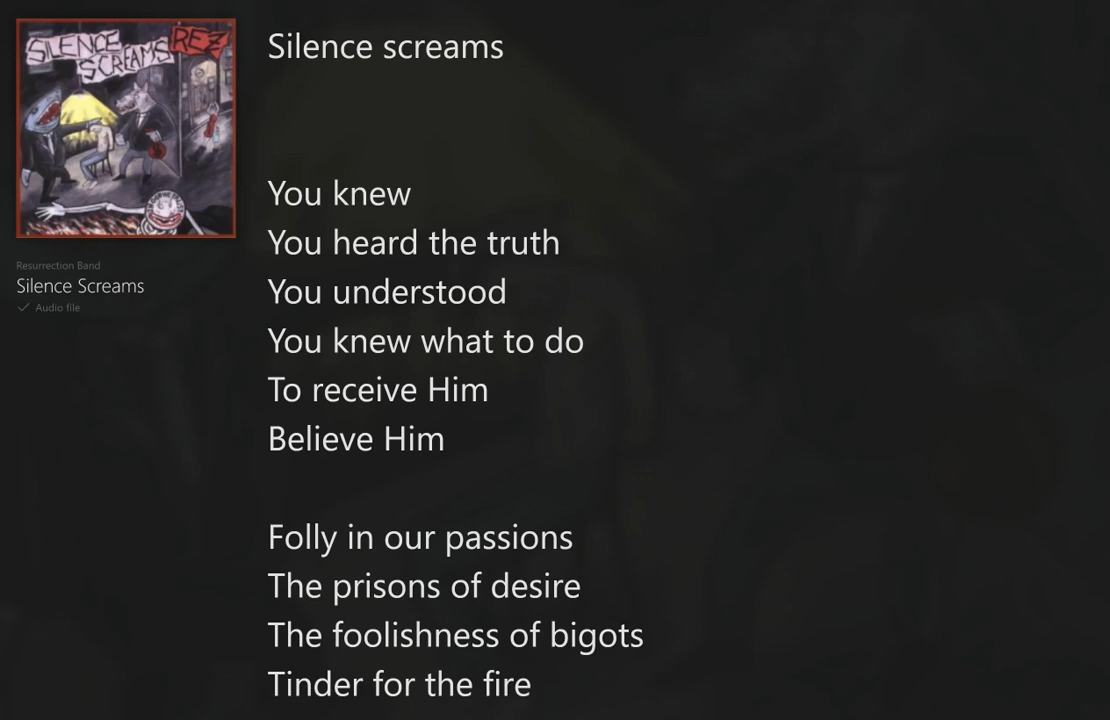 SILENCE
SCREAMS
REZ
Resurrection Band
Silence Screams
Audio file
Silence screams
You knew
You heard the truth
You understood
You knew what to do
To receive Him
Believe Him
Folly in our passions
The prisons of desire
The foolishness of bigots
Tinder for the fire